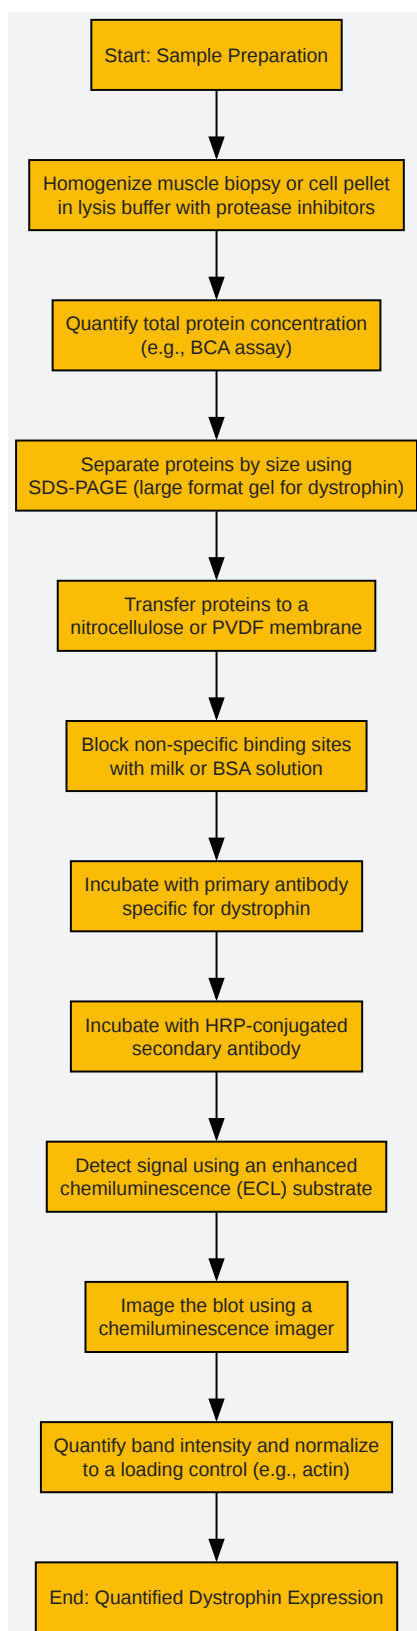 Start: Sample Preparation
Homogenize muscle biopsy or cell pellet
in lysis buffer with protease inhibitors
Quantify total protein concentration
(e.g., BCA assay)
Separate proteins by size using
SDS-PAGE (large format gel for dystrophin)
Transfer proteins to a
nitrocellulose or PVDF membrane
Block non-specific binding sites
with milk or BSA solution
Incubate with primary antibody
specific for dystrophin
Incubate with HRP-conjugated
secondary antibody
Detect signal using an enhanced
chemiluminescence (ECL) substrate
Image the blot using a
chemiluminescence imager
Quantify band intensity and normalize
to a loading control (e.g., actin)
End: Quantified Dystrophin Expression